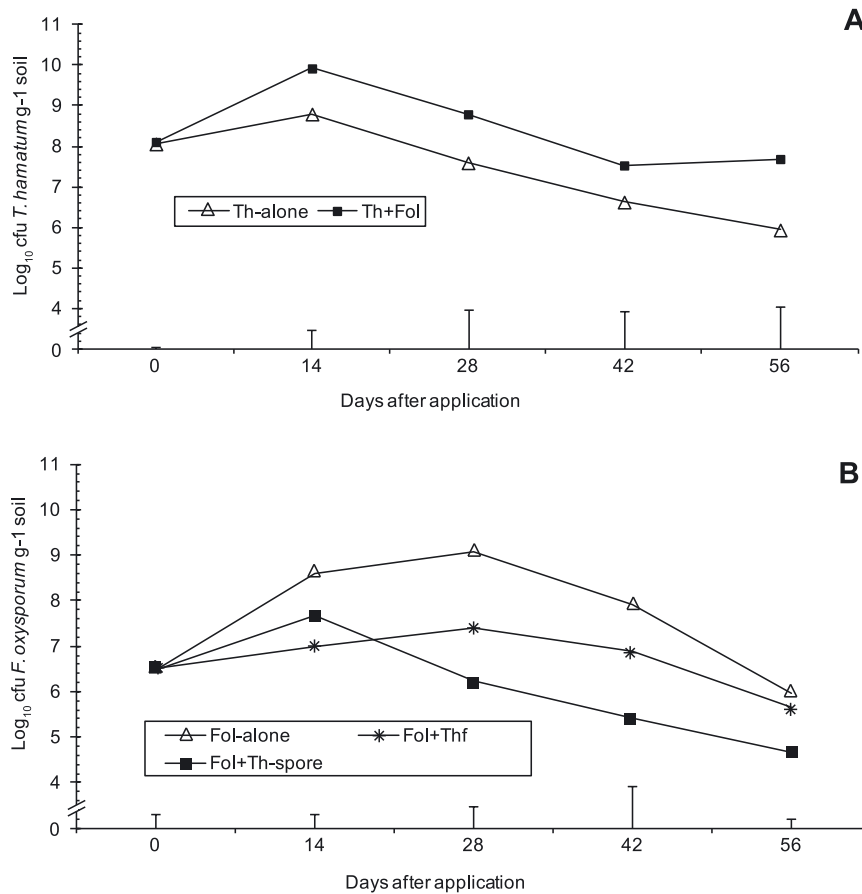 A
Log10 cfu T. hamatum g-1 soil
11
10
9
8
7
6
5
4
0
Th-alone Th+Fol
0 14 28 42 56
Days after application
B
Log10 cfu F. oxysporum g-1 soil
11
10
9
8
7
6
5
4
0
Fol-alone Fol+Thf
Fol+Th-spore
0 14 28 42 56
Days after application